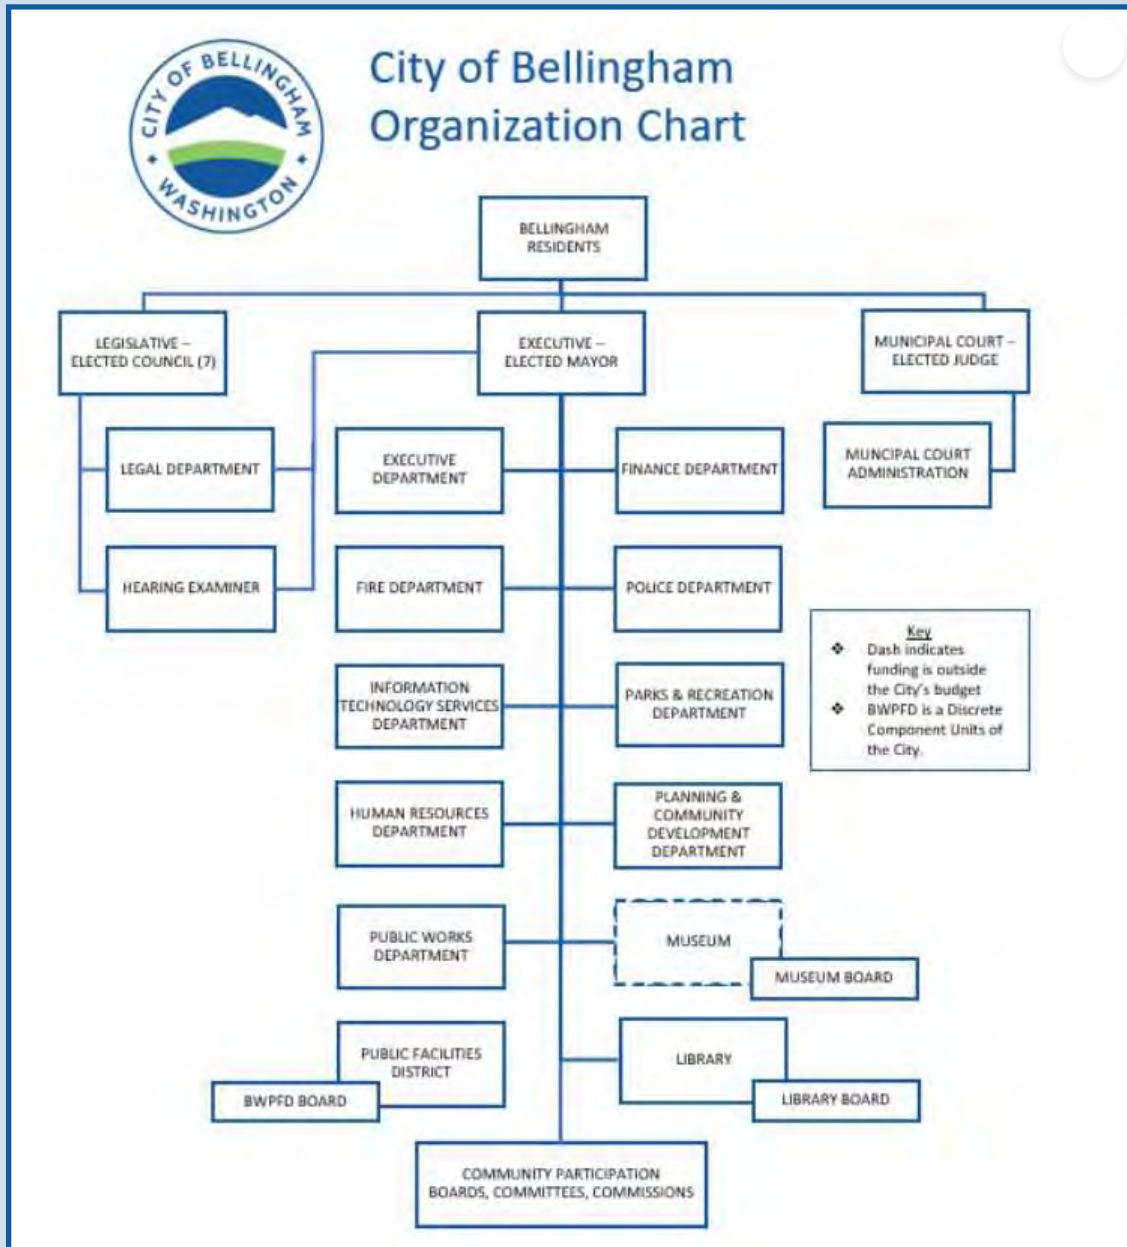 CITY OF BELLINGHAM
WASHINGTON
City of Bellingham
Organization Chart
BELLINGHAM
RESIDENTS
LEGISLATIVE –
ELECTED COUNCIL (7)
EXECUTIVE –
ELECTED MAYOR
MUNICIPAL COURT –
ELECTED JUDGE
LEGAL DEPARTMENT
EXECUTIVE
DEPARTMENT
FINANCE DEPARTMENT
MUNCIPAL COURT
ADMINISTRATION
HEARING EXAMINER
FIRE DEPARTMENT
POLICE DEPARTMENT
Key
❖ Dash indicates
funding is outside
the City's budget
❖ BWPFD is a Discrete
Component Units of
the City.
INFORMATION
TECHNOLOGY SERVICES
DEPARTMENT
PARKS & RECREATION
DEPARTMENT
HUMAN RESOURCES
DEPARTMENT
PLANNING &
COMMUNITY
DEVELOPMENT
DEPARTMENT
PUBLIC WORKS
DEPARTMENT
MUSEUM
MUSEUM BOARD
PUBLIC FACILITIES
DISTRICT
BWPFD BOARD
LIBRARY
LIBRARY BOARD
COMMUNITY PARTICIPATION
BOARDS, COMMITTEES, COMMISSIONS